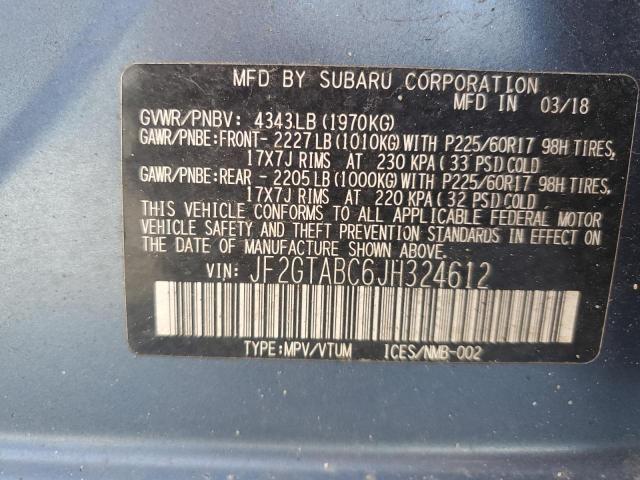 MFD BY SUBARU CORPORATION
MFD IN 03/18
GVWR/PNBV: 4343LB (1970KG)
GAWR/PNBE:FRONT- 2227LB (1010KG) WITH P225/60R17 98H TIRES,
17X7J RIMS AT 230 KPA (33 PSI) COLD
GAWR/PNBE:REAR - 2205LB (1000KG) WITH P225/60R17 98H TIRES,
17X7J RIMS AT 220 KPA (32 PSI) COLD
THIS VEHICLE CONFORMS TO ALL APPLICABLE FEDERAL MOTOR
VEHICLE SAFETY AND THEFT PREVENTION STANDARDS IN EFFECT
ON THE DATE OF MANUFACTURE SHOWN ABOVE.
VIN: JF2GTABC6JH324612
TYPE:MPV/VTUM ICES/NMB-002